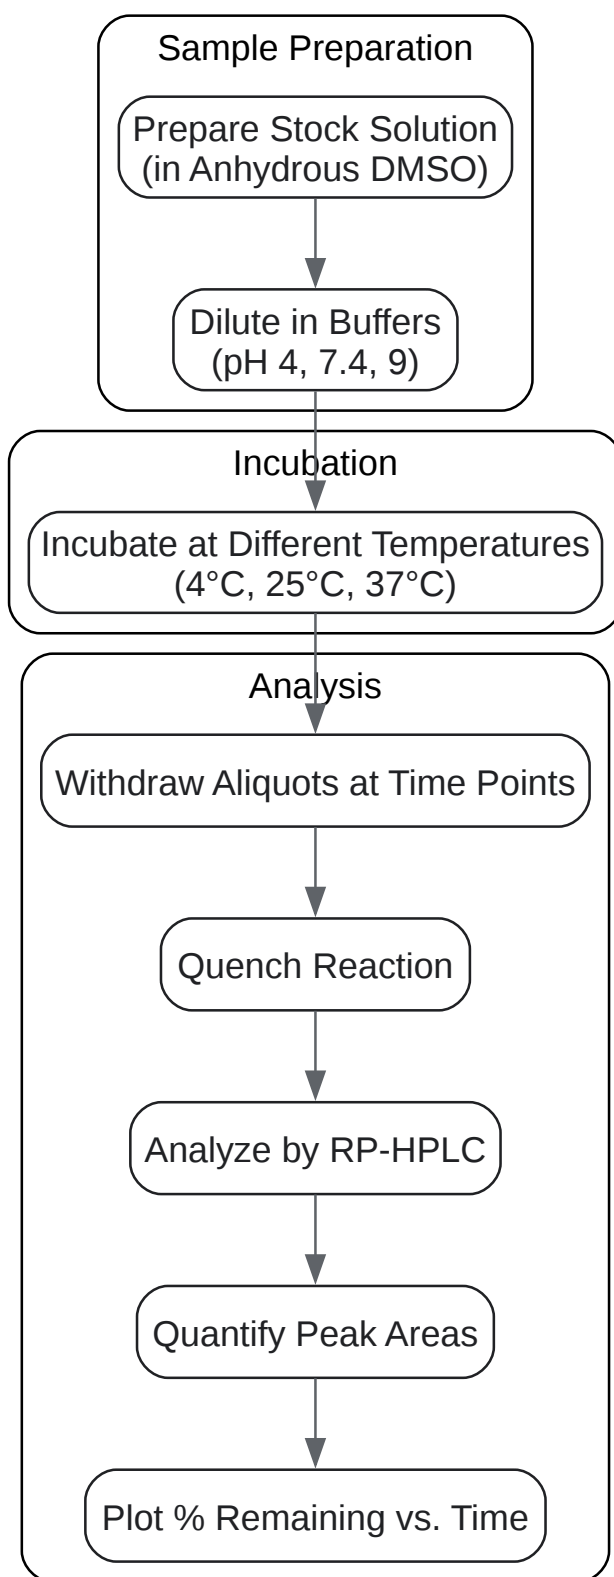 Sample Preparation
Prepare Stock Solution
(in Anhydrous DMSO)
Dilute in Buffers
(pH 4, 7.4, 9)
Incubation
Incubate at Different Temperatures
(4°C, 25°C, 37°C)
Analysis
Withdraw Aliquots at Time Points
Quench Reaction
Analyze by RP-HPLC
Quantify Peak Areas
Plot % Remaining vs. Time